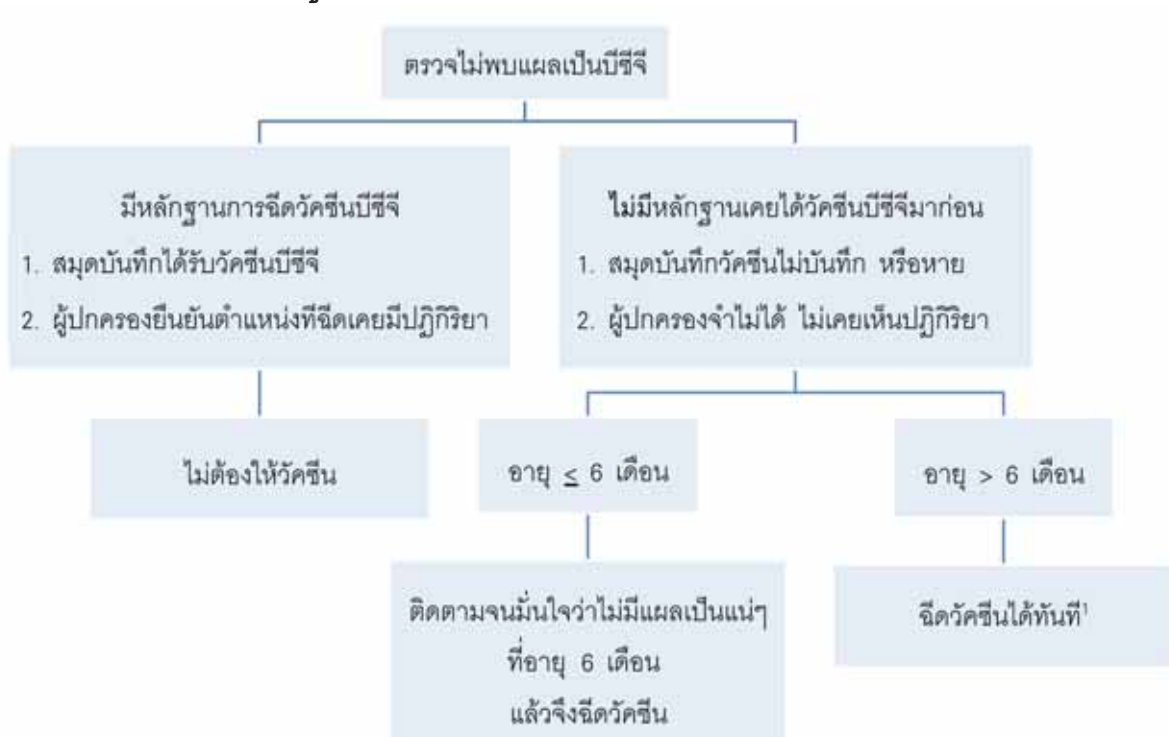 ตรวจไม่พบแผลเป็นบีซีจี
มีหลักฐานการฉีดวัคซีนบีซีจี
1. สมุดบันทึกได้รับวัคซีนบีซีจี
2. ผู้ปกครองยืนยันตำแหน่งที่ฉีดเคยมีปฏิกิริยา
ไม่มีหลักฐานเคยได้วัคซีนบีซีจีมาก่อน
1. สมุดบันทึกวัคซีนไม่บันทึก หรือหาย
2. ผู้ปกครองจำไม่ได้ ไม่เคยเห็นปฏิกิริยา
ไม่ต้องให้วัคซีน
อายุ ≤ 6 เดือน
อายุ > 6 เดือน
ติดตามจนมั่นใจว่าไม่มีแผลเป็นแน่ๆ
ที่อายุ 6 เดือน
แล้วจึงฉีดวัคซีน
ฉีดวัคซีนได้ทันที¹